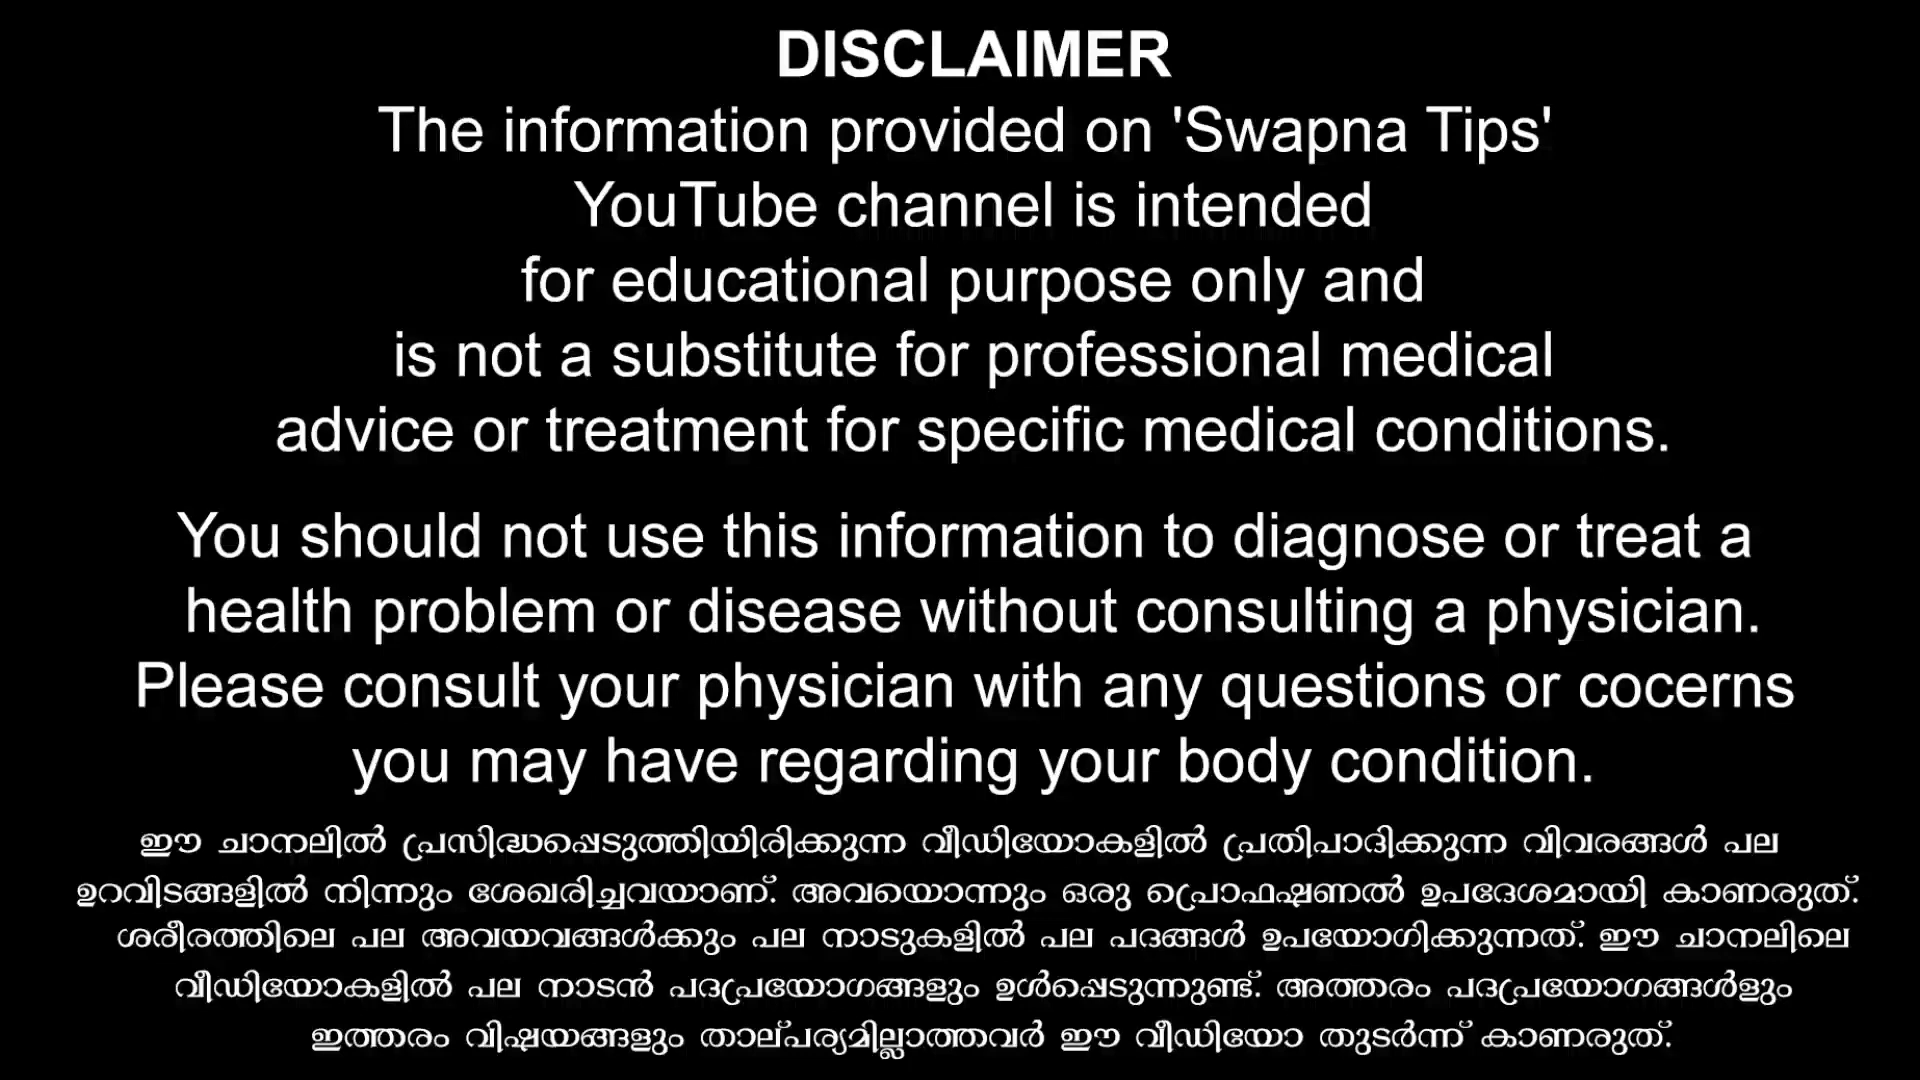 DISCLAIMER
The information provided on 'Swapna Tips'
YouTube channel is intended
for educational purpose only and
is not a substitute for professional medical
advice or treatment for specific medical conditions.
You should not use this information to diagnose or treat a
health problem or disease without consulting a physician.
Please consult your physician with any questions or cocerns
you may have regarding your body condition.
ഈ ചാനലിൽ പ്രസിദ്ധപ്പെടുത്തിയിരിക്കുന്ന വീഡിയോകളിൽ പ്രതിപാദിക്കുന്ന വിവരങ്ങൾ പല
ഉറവിടങ്ങളിൽ നിന്നും ശേഖരിച്ചവയാണ്. അവയൊന്നും ഒരു പ്രൊഫഷണൽ ഉപദേശമായി കാണരുത്.
ശരീരത്തിലെ പല അവയവങ്ങൾക്കും പല നാടുകളിൽ പല പദങ്ങൾ ഉപയോഗിക്കുന്നത്. ഈ ചാനലിലെ
വീഡിയോകളിൽ പല നാടൻ പദപ്രയോഗങ്ങളും ഉൾപ്പെടുന്നുണ്ട്. അത്തരം പദപ്രയോഗങ്ങൾളും
ഇത്തരം വിഷയങ്ങളും താല്പര്യമില്ലാത്തവർ ഈ വീഡിയോ തുടർന്ന് കാണരുത്.